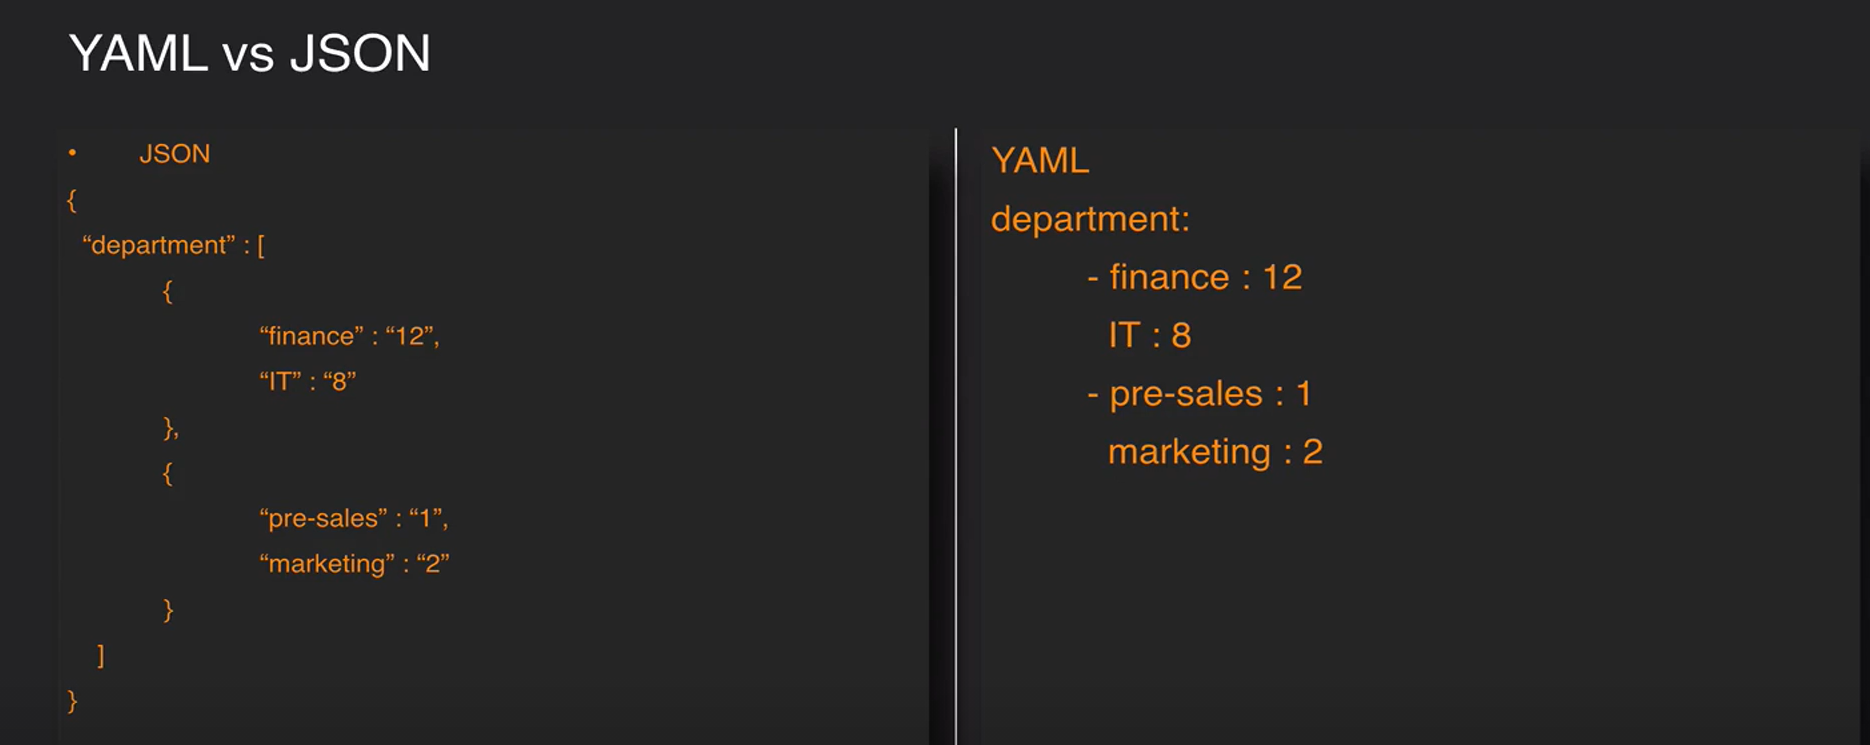 YAML vs JSON
• JSON
{
“department” : [
{
“finance” : “12”,
“IT” : “8”
},
{
“pre-sales” : “1”,
“marketing” : “2”
}
]
}
YAML
department:
- finance : 12
IT : 8
- pre-sales : 1
marketing : 2